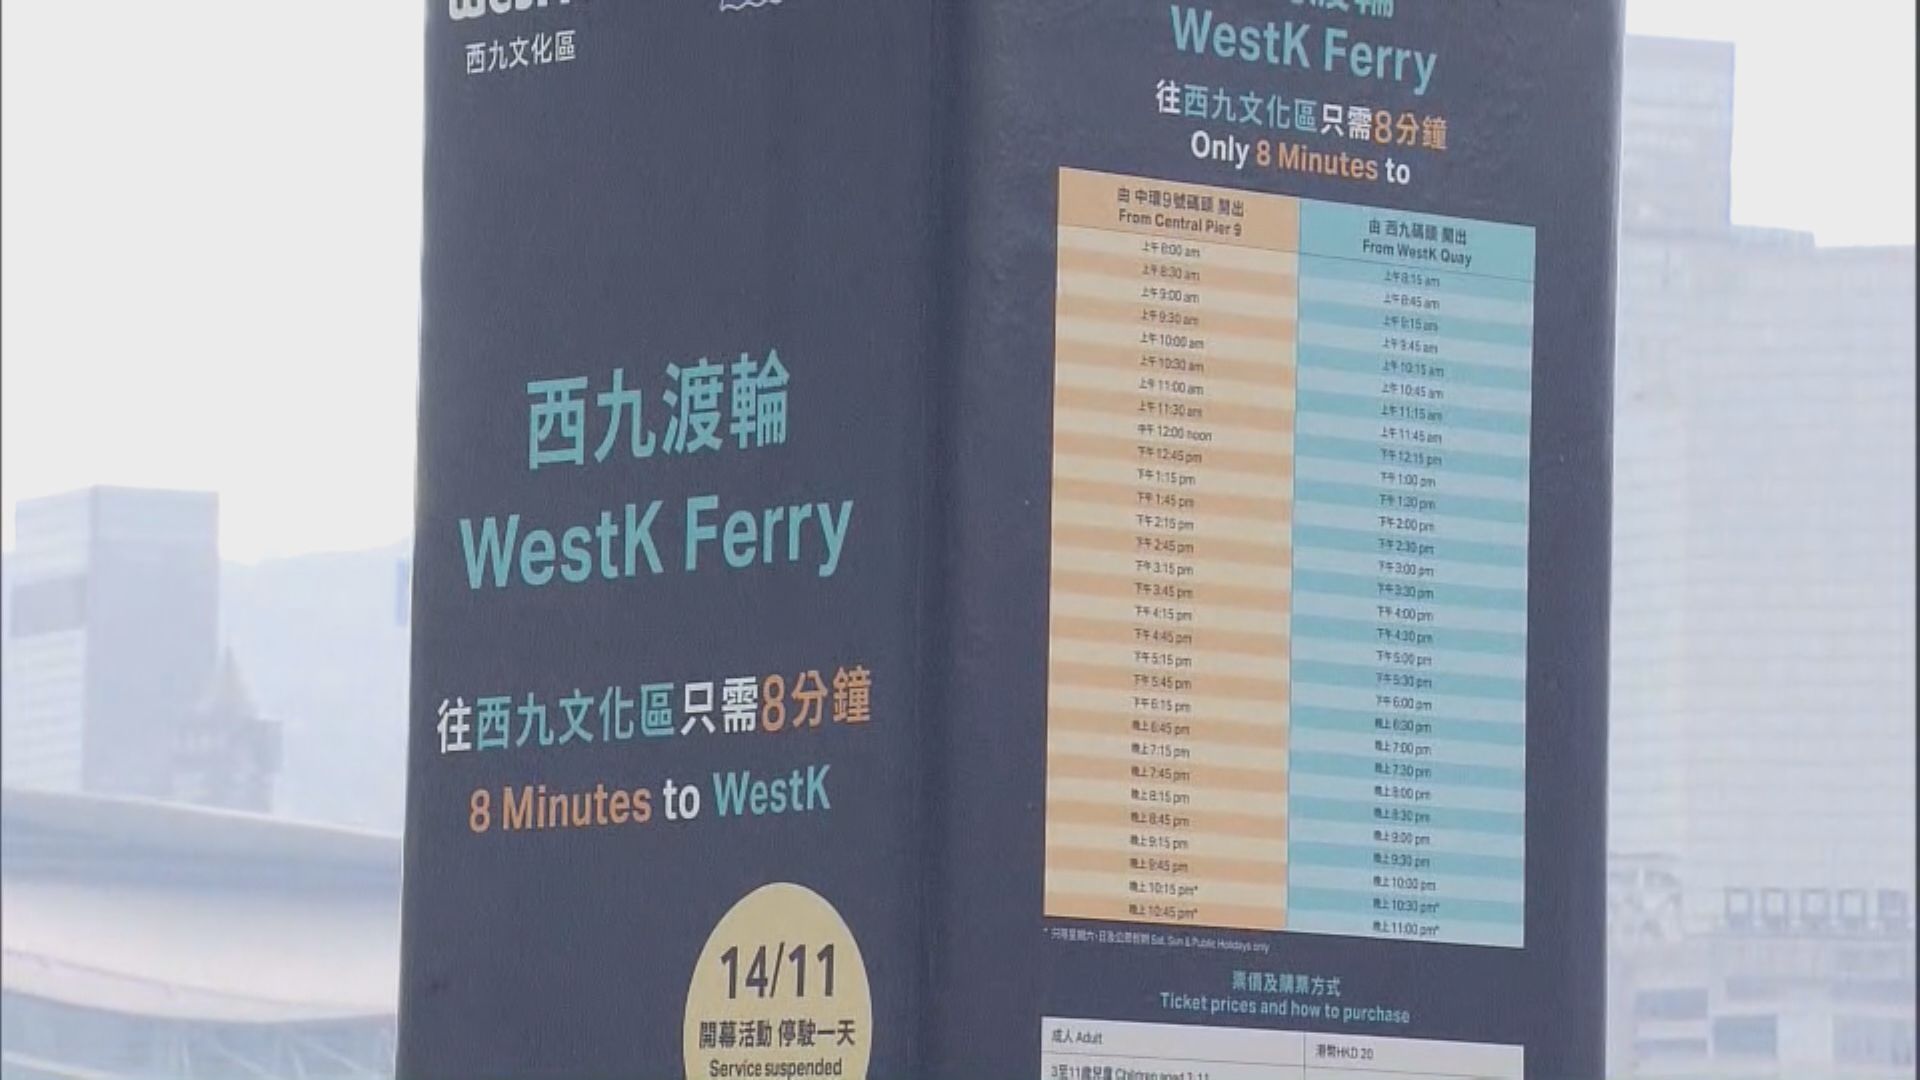 西九文化區
西九渡輪
WestK Ferry
往西九文化區只需8分鐘
8 Minutes to WestK
14/11
開幕活動 停駛一天
Service suspended
WestK Ferry
往西九文化區只需8分鐘
Only 8 Minutes to
由 中環9號碼頭 開出
From Central Pier 9
上午8:00 am
上午8:30 am
上午9:00 am
上午9:30 am
上午10:00 am
上午10:30 am
上午11:00 am
上午11:30 am
中午12:00 noon
下午12:45 pm
下午1:15 pm
下午1:45 pm
下午2:15 pm
下午2:45 pm
下午3:15 pm
下午3:45 pm
下午4:15 pm
下午4:45 pm
下午5:15 pm
下午5:45 pm
下午6:15 pm
晚上6:45 pm
晚上7:15 pm
晚上7:45 pm
晚上8:15 pm
晚上8:45 pm
晚上9:15 pm
晚上9:45 pm
晚上10:15 pm*
晚上10:45 pm*
由 西九碼頭 開出
From WestK Quay
上午8:15 am
上午8:45 am
上午9:15 am
上午9:45 am
上午10:15 am
上午10:45 am
上午11:15 am
上午11:45 am
下午12:15 pm
下午1:00 pm
下午1:30 pm
下午2:00 pm
下午2:30 pm
下午3:00 pm
下午3:30 pm
下午4:00 pm
下午4:30 pm
下午5:00 pm
下午5:30 pm
下午6:00 pm
晚上6:30 pm
晚上7:00 pm
晚上7:30 pm
晚上8:00 pm
晚上8:30 pm
晚上9:00 pm
晚上9:30 pm
晚上10:00 pm
晚上10:30 pm*
晚上11:00 pm*
Sat, Sun & Public Holidays only
票價及購票方式
Ticket prices and how to purchase
成人 Adult 港幣HKD 20
3至11歲兒童 Children aged 3-11